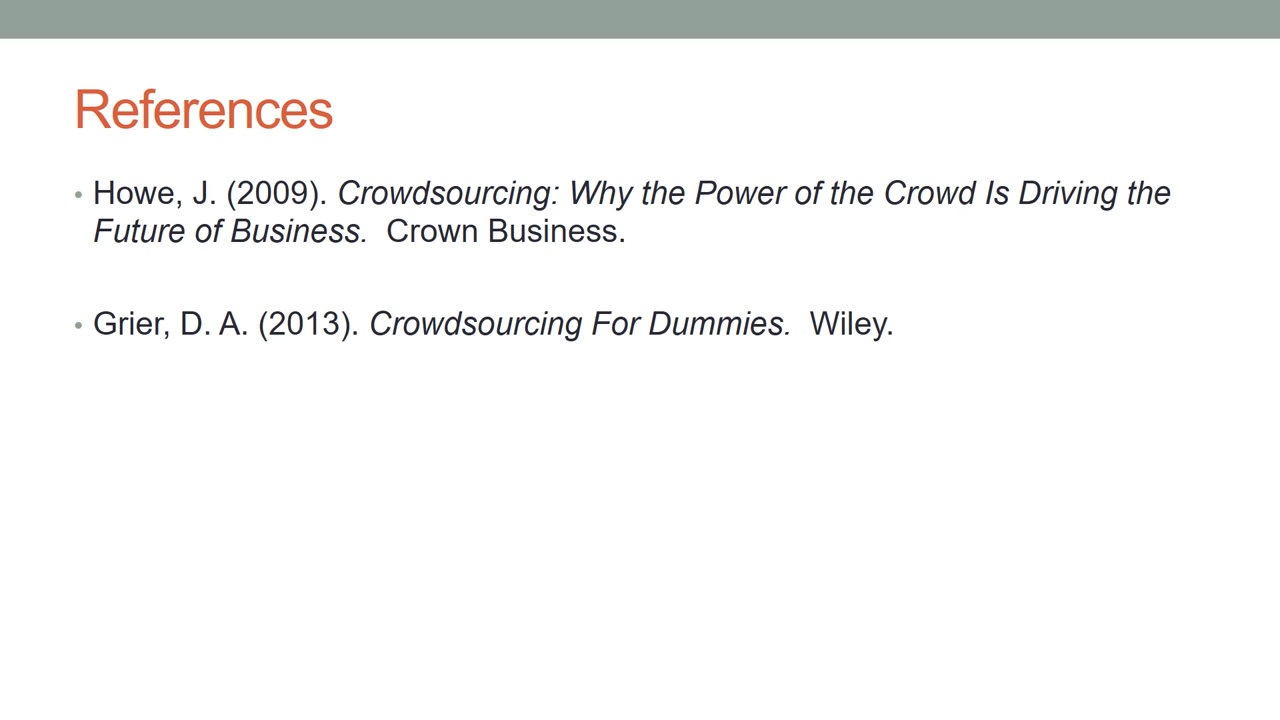 References
• Howe, J. (2009). Crowdsourcing: Why the Power of the Crowd Is Driving the
Future of Business.  Crown Business.
• Grier, D. A. (2013). Crowdsourcing For Dummies.  Wiley.